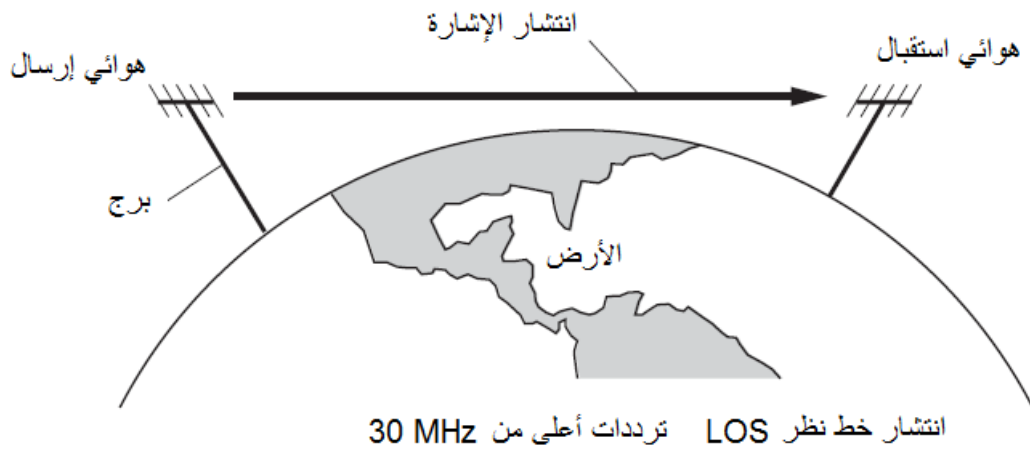 انتشار الإشارة
هوائي استقبال
هوائي إرسال
برج
الأرض
انتشار خط نظر LOS ترددات أعلى من 30 MHz